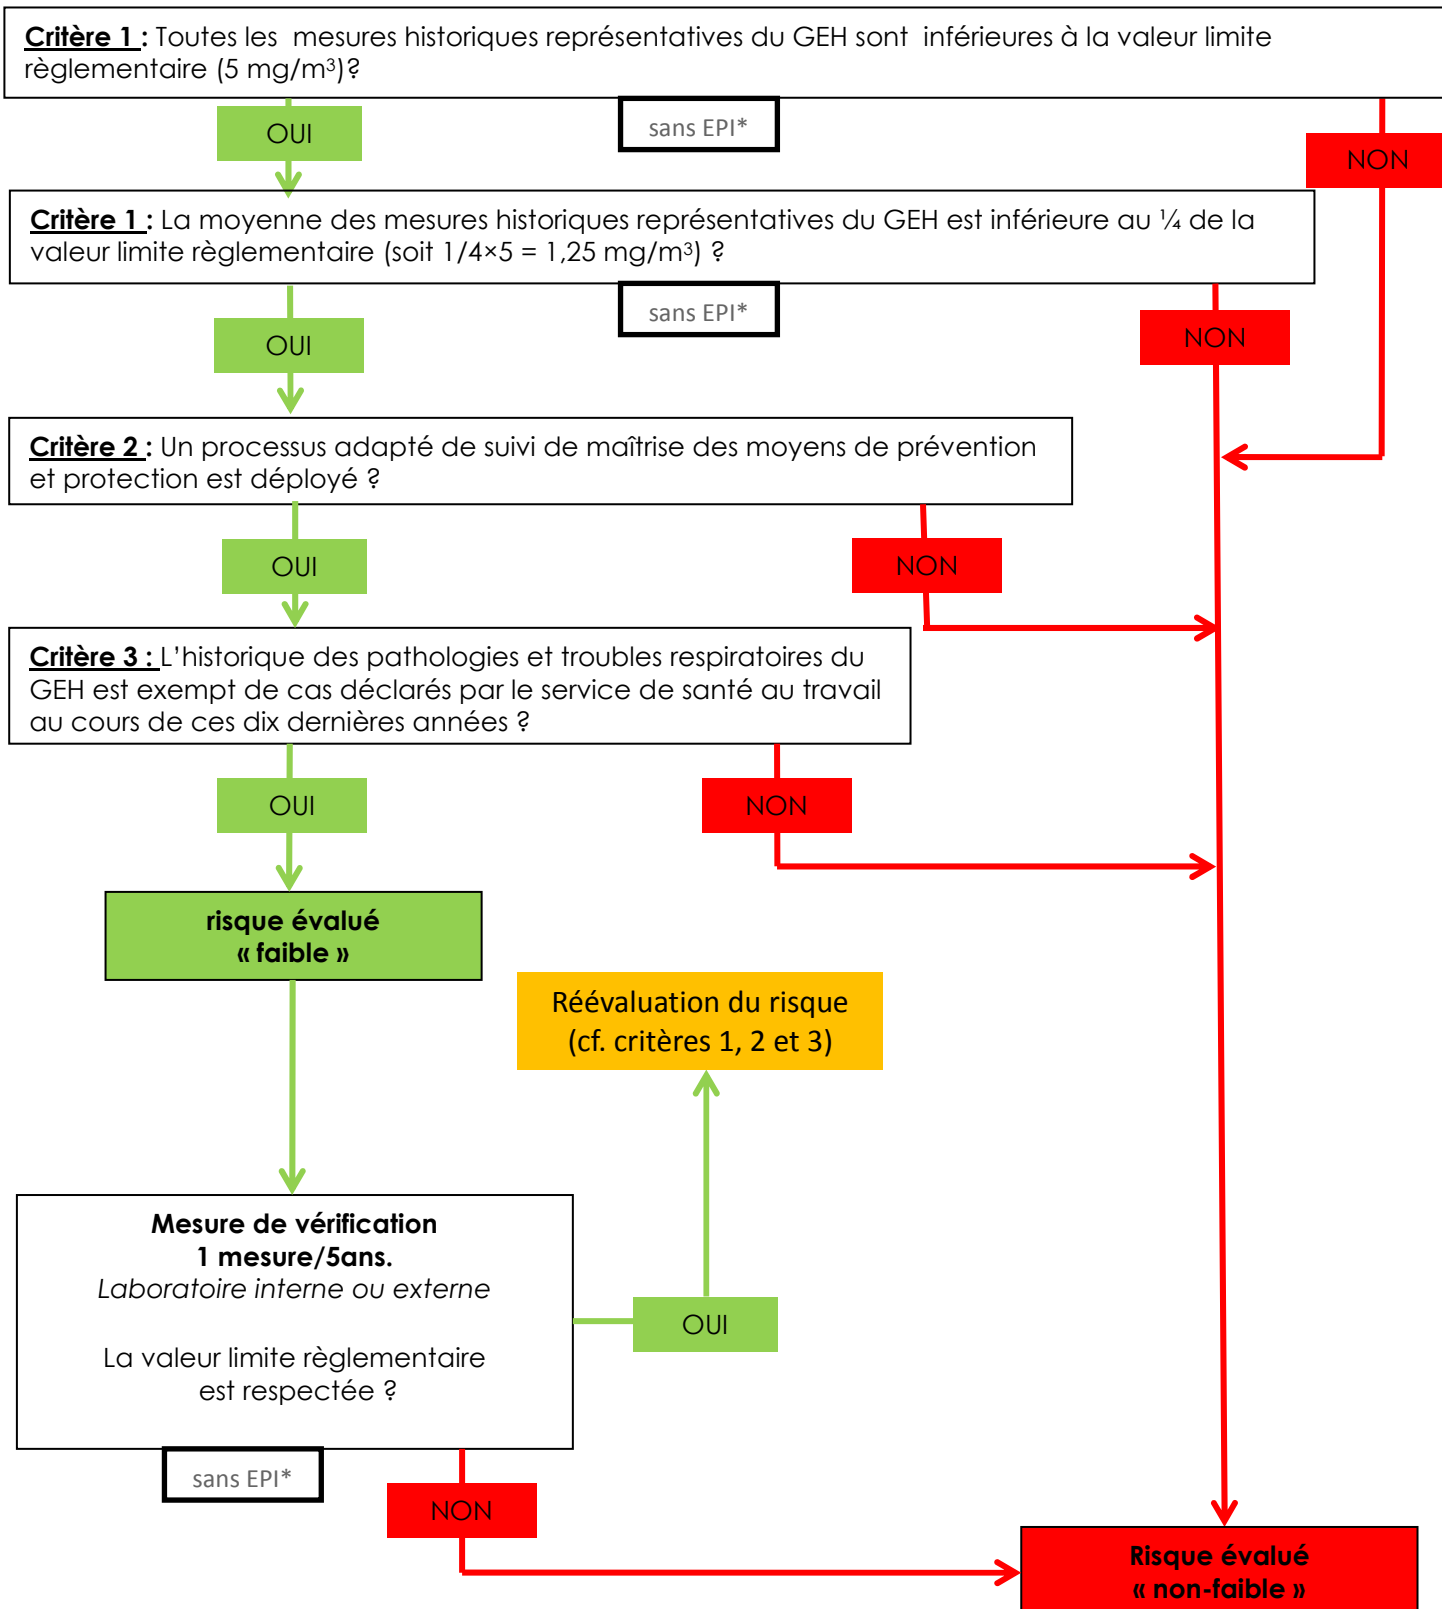 Critère 1 : Toutes les mesures historiques représentatives du GEH sont inférieures à la valeur limite
règlementaire (5 mg/m³)?
OUI
sans EPI*
NON
Critère 1 : La moyenne des mesures historiques représentatives du GEH est inférieure au ¼ de la
valeur limite règlementaire (soit 1/4×5 = 1,25 mg/m³) ?
sans EPI*
OUI
NON
Critère 2 : Un processus adapté de suivi de maîtrise des moyens de prévention
et protection est déployé ?
OUI
NON
Critère 3 : L'historique des pathologies et troubles respiratoires du
GEH est exempt de cas déclarés par le service de santé au travail
au cours de ces dix dernières années ?
OUI
NON
risque évalué
« faible »
Réévaluation du risque
(cf. critères 1, 2 et 3)
Mesure de vérification
1 mesure/5ans.
Laboratoire interne ou externe
La valeur limite règlementaire
est respectée ?
OUI
sans EPI*
NON
Risque évalué
« non-faible »